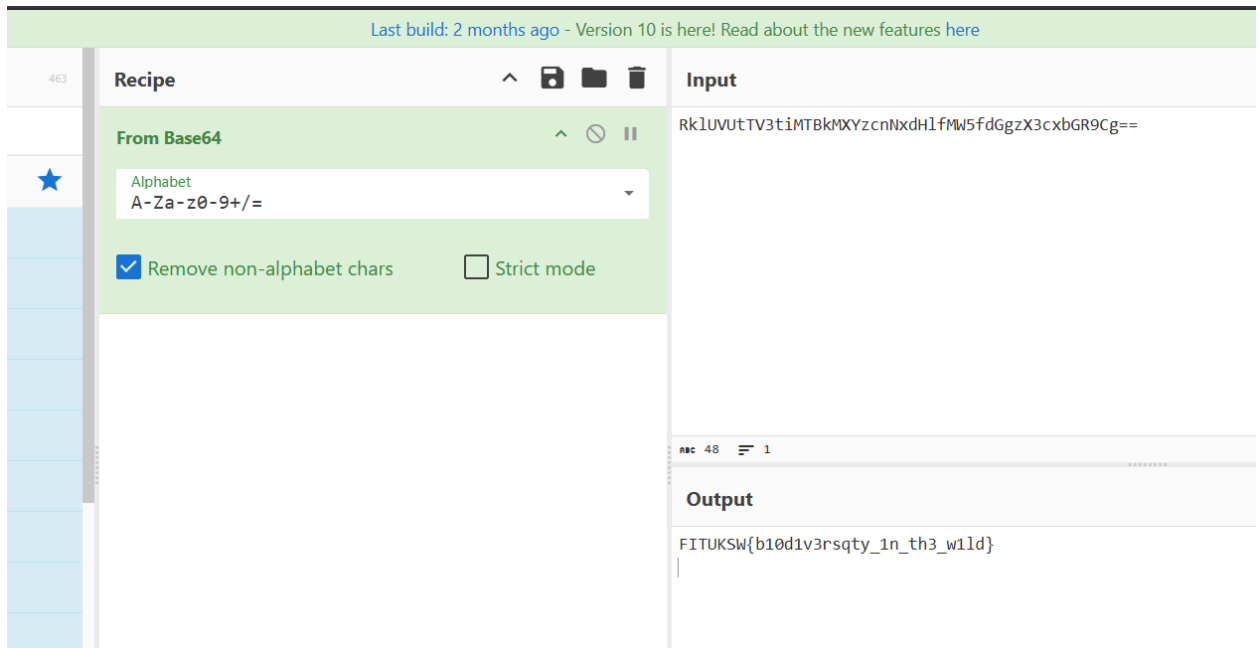 Last build: 2 months ago - Version 10 is here! Read about the new features here
463
Recipe
From Base64
Alphabet
A-Za-z0-9+/=
Remove non-alphabet chars
Strict mode
Input
RklUVUtTV3tiMTBkMXYzcnNxdHlfMW5fdGgzX3cxbGR9Cg==
ABC 48
1
Output
FITUKSW{b10d1v3rsqty_1n_th3_w1ld}